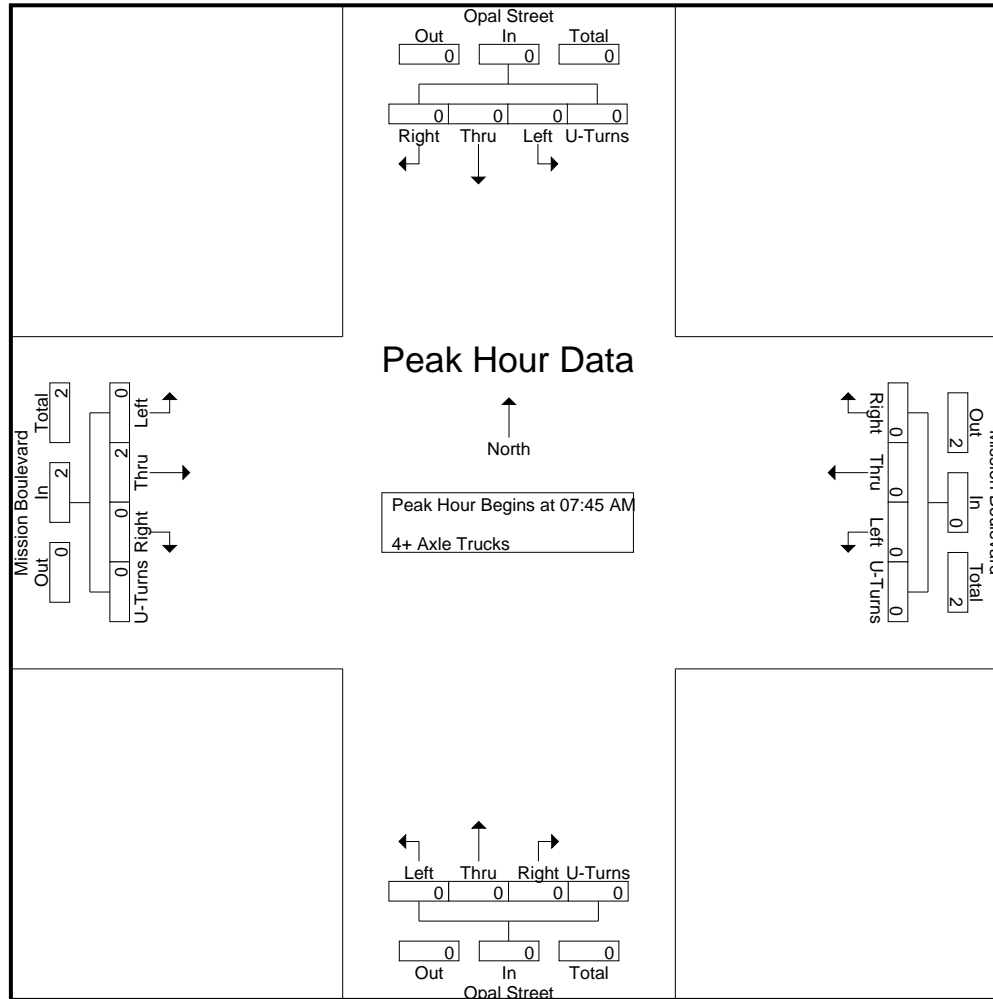 Opal Street
Out In Total
0 0 0
0 0 0 0
Right Thru Left U-Turns
Peak Hour Data
North
Peak Hour Begins at 07:45 AM
4+ Axle Trucks
Mission Boulevard
Total In Out
2 2 0
0 2 0 0
Left Thru Right U-Turns
Mission Boulevard
Out In Total
2 0 2
0 0 0 0
Right Thru Left U-Turns
Left Thru Right U-Turns
0 0 0 0
0 0 0
Out In Total
Opal Street